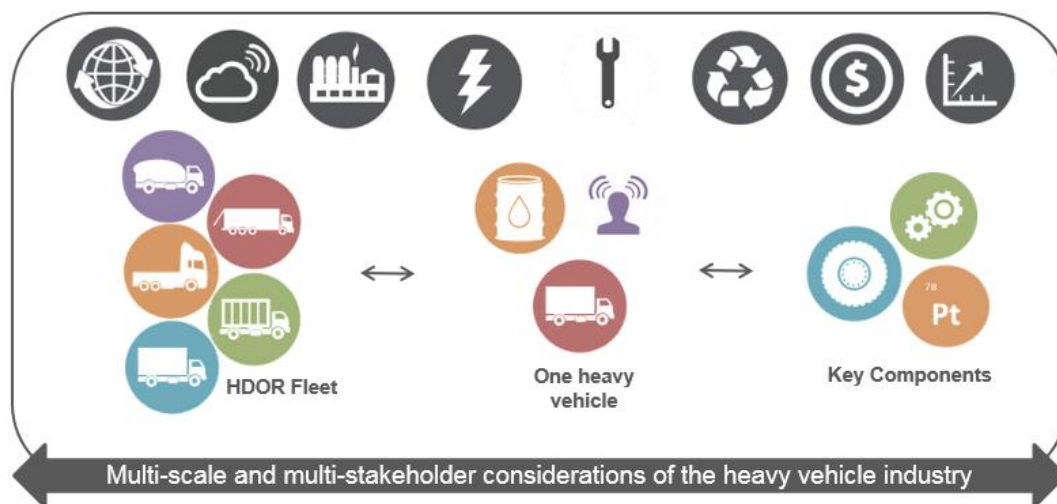 $
78
Pt
HDOR Fleet
One heavy
vehicle
Key Components
Multi-scale and multi-stakeholder considerations of the heavy vehicle industry